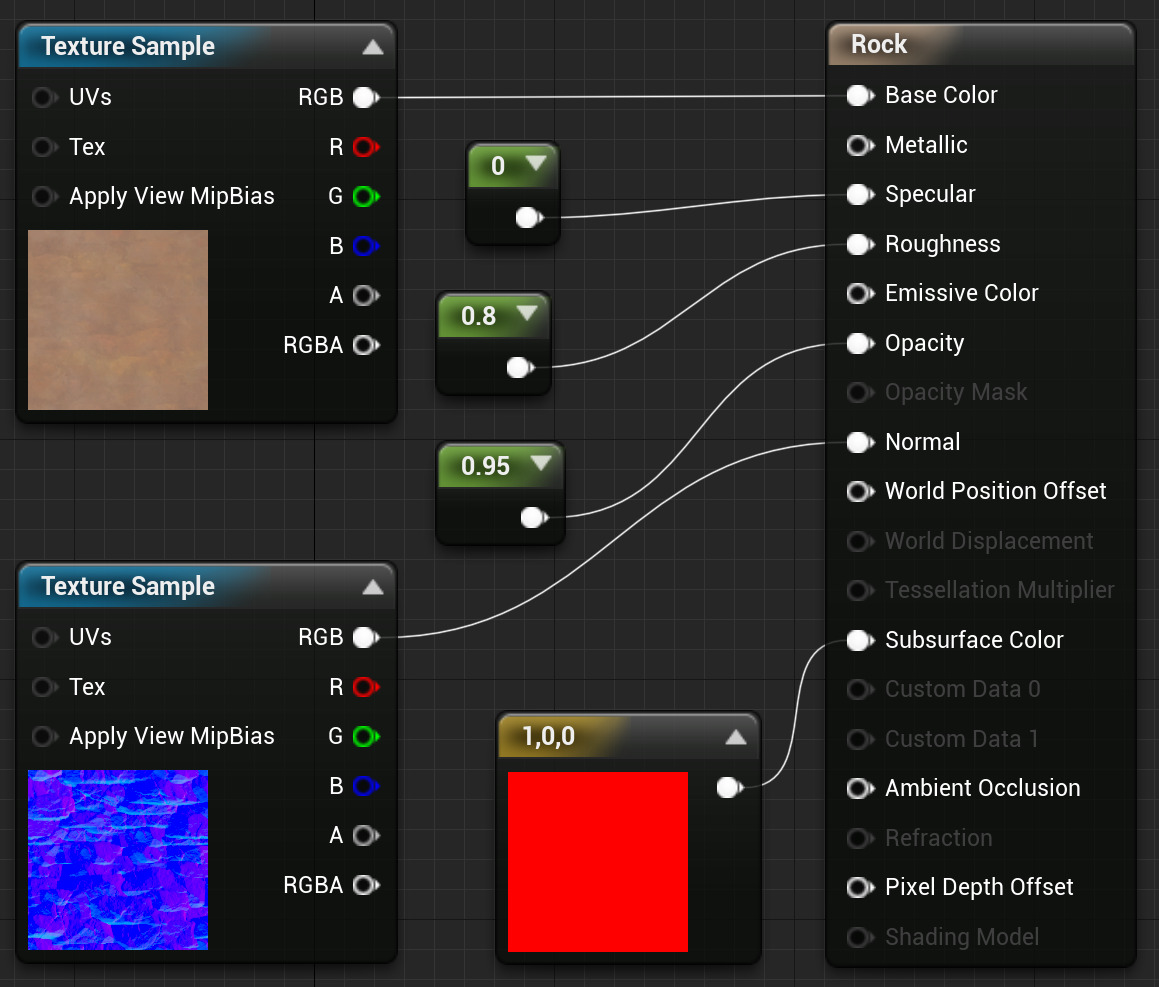 Texture Sample
UVs
RGB
Tex
R
Apply View MipBias
G
B
A
RGBA
0
0.8
0.95
Texture Sample
UVs
RGB
Tex
R
Apply View MipBias
G
B
A
RGBA
1,0,0
Rock
Base Color
Metallic
Specular
Roughness
Emissive Color
Opacity
Opacity Mask
Normal
World Position Offset
World Displacement
Tessellation Multiplier
Subsurface Color
Custom Data 0
Custom Data 1
Ambient Occlusion
Refraction
Pixel Depth Offset
Shading Model